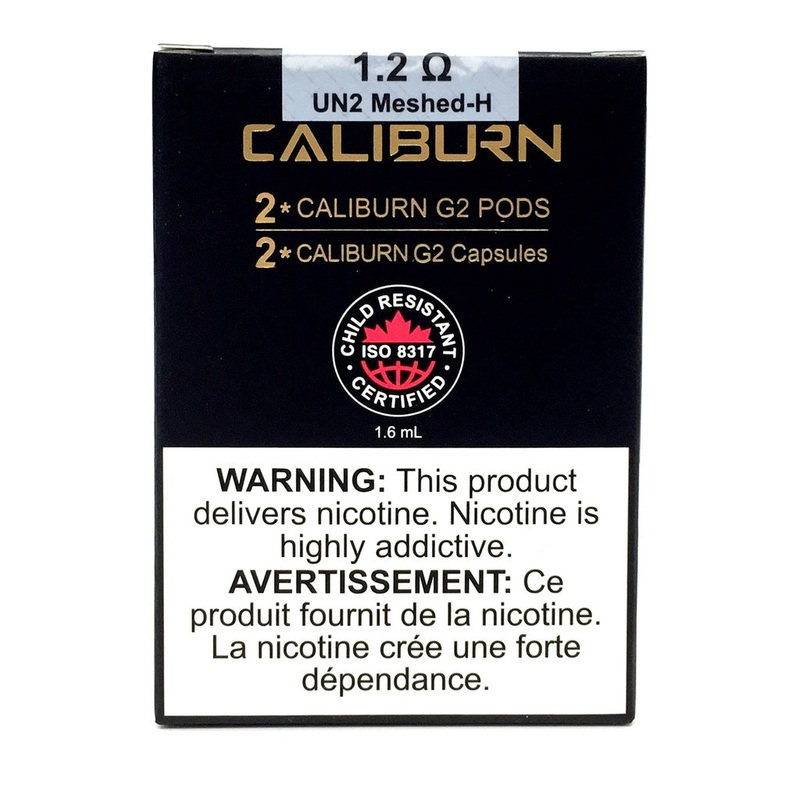 1.2 Ω
UN2 Meshed-H
CALIBURN
2* CALIBURN G2 PODS
2* CALIBURN G2 Capsules
CHILD RESISTANT
ISO 8317
· CERTIFIED ·
1.6 mL
WARNING: This product
delivers nicotine. Nicotine is
highly addictive.
AVERTISSEMENT: Ce
produit fournit de la nicotine.
La nicotine crée une forte
dépendance.